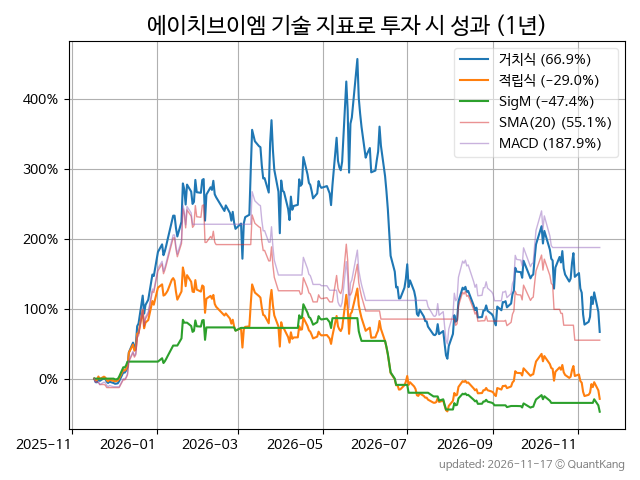 에이치브이엠 기술 지표로 투자 시 성과 (1년)
거치식 (66.9%)
적립식 (−29.0%)
SigM (−47.4%)
SMA(20) (55.1%)
MACD (187.9%)
400%
300%
200%
100%
0%
2025-11 2026-01 2026-03 2026-05 2026-07 2026-09 2026-11
updated: 2026-11-17 © QuantKang